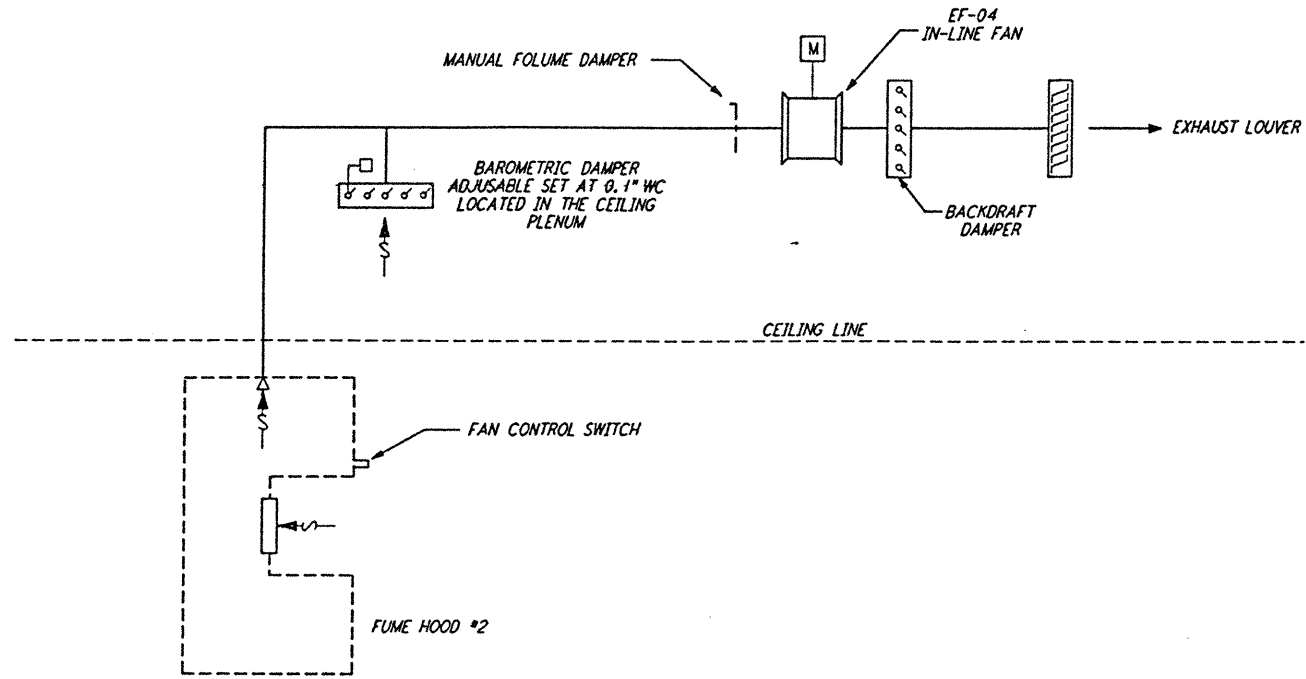 EF-04
IN-LINE FAN
MANUAL FOLUME DAMPER
M
EXHAUST LOUVER
BAROMETRIC DAMPER
ADJUSABLE SET AT 0.1" WC
LOCATED IN THE CEILING
PLENUM
BACKDRAFT
DAMPER
CEILING LINE
FAN CONTROL SWITCH
FUME HOOD #2